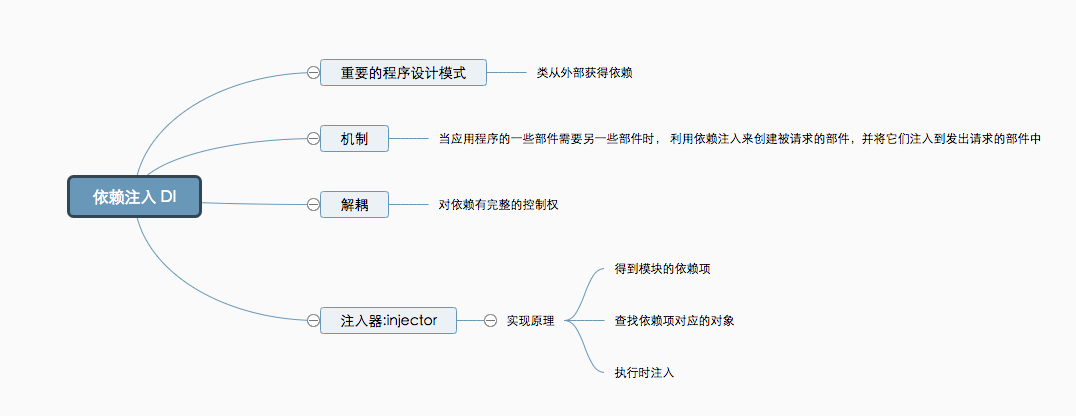 依赖注入 DI
重要的程序设计模式
类从外部获得依赖
机制
当应用程序的一些部件需要另一些部件时， 利用依赖注入来创建被请求的部件，并将它们注入到发出请求的部件中
解耦
对依赖有完整的控制权
注入器:injector
实现原理
得到模块的依赖项
查找依赖项对应的对象
执行时注入